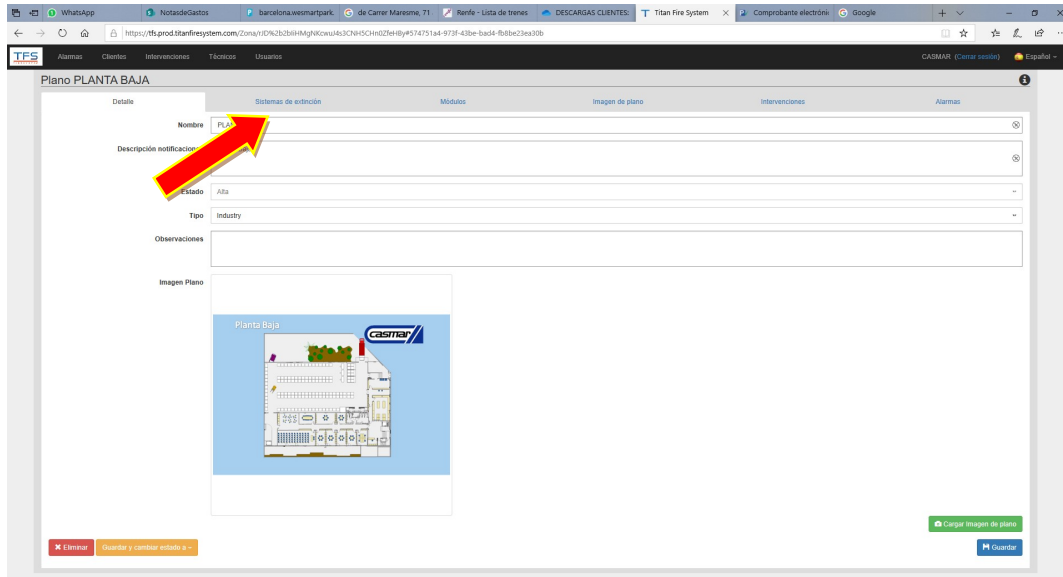 WhatsApp
NotasdeGastos
barcelona.wesmartpark.
de Carrer Maresme, 71
Renfe - Lista de trenes
DESCARGAS CLIENTES:
Titan Fire System
Comprobante electróni
Google
https://tfs.prod.titanfiresystem.com/Zona/rJD%2b2biiHMgNKcwuJ4s3CNH5CHn0ZfeHBy#574751a4-973f-43be-bad4-fb8be23ea30b
TFS
Alarmas
Clientes
Intervenciones
Técnicos
Usuarios
CASMAR (Cerrar sesión)
Español
Plano PLANTA BAJA
Detalle
Sistemas de extinción
Módulos
Imagen de plano
Intervenciones
Alarmas
Nombre
Descripción notificacion
Estado
Alta
Tipo
Industry
Observaciones
Imagen Plano
Planta Baja
casmar
Cargar imagen de plano
Eliminar
Guardar y cambiar estado a
Guardar